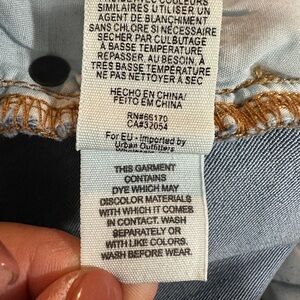 SIMILAIRES UTILISER UN
AGENT DE BLANCHIMENT
SANS CHLORE SI NÉCESSAIRE
SECHER PAR CULBUTAGE
À BASSE TEMPÉRATURE
REPASSER, AU BESOIN, À
TRÈS BASSE TEMPÉRATURE
NE PAS NETTOYER À SEC
HECHO EN CHINA/
FEITO EM CHINA
RN#66170
CA#32054
For EU - Imported by
Urban Outfitters
THIS GARMENT
CONTAINS
DYE WHICH MAY
DISCOLOR MATERIALS
WITH WHICH IT COMES
IN CONTACT. WASH
SEPARATELY OR
WITH LIKE COLORS.
WASH BEFORE WEAR.